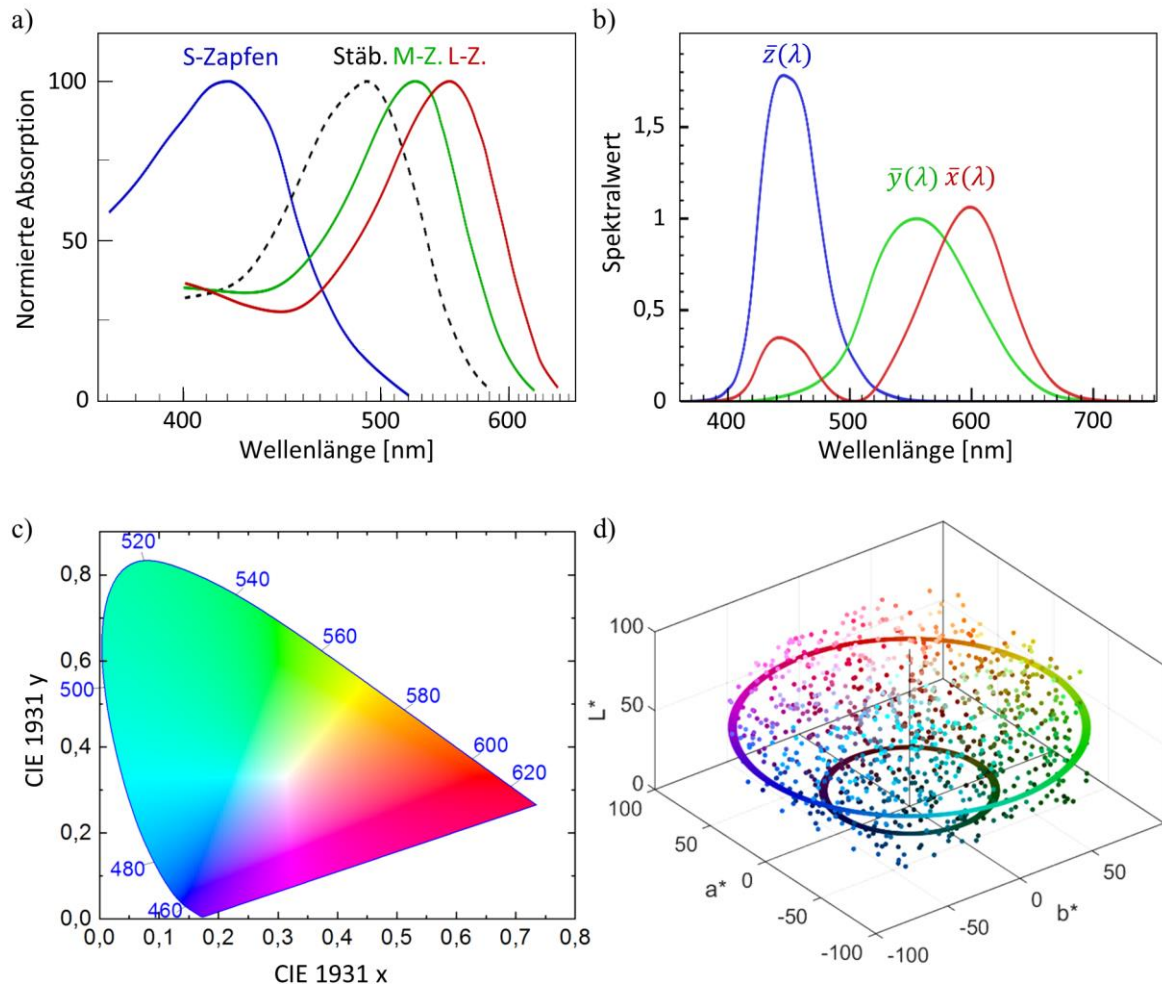 a)
S-Zapfen Stäb. M-Z. L-Z.
100
50
0
Normierte Absorption
400 500 600
Wellenlänge [nm]
b)
z̄(λ)
ȳ(λ) x̄(λ)
1,5
1
0,5
0
Spektralwert
400 500 600 700
Wellenlänge [nm]
c)
520
540
560
500
580
600
620
480
460
0,8
0,6
0,4
0,2
0,0
CIE 1931 y
0,0 0,1 0,2 0,3 0,4 0,5 0,6 0,7 0,8
CIE 1931 x
d)
100
50
0
L*
100
50
0
-50
-100
a*
-100
-50
0
50
b*